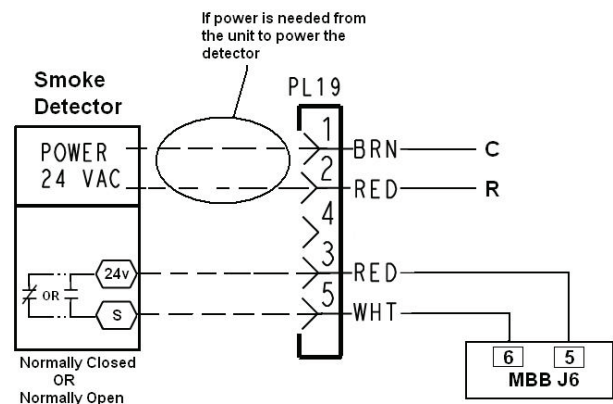 If power is needed from
the unit to power the
detector
Smoke
Detector
PL19
POWER
24 VAC
1
BRN
C
2
RED
R
4
3
RED
5
WHT
24v
OR
S
Normally Closed
OR
Normally Open
6
5
MBB J6